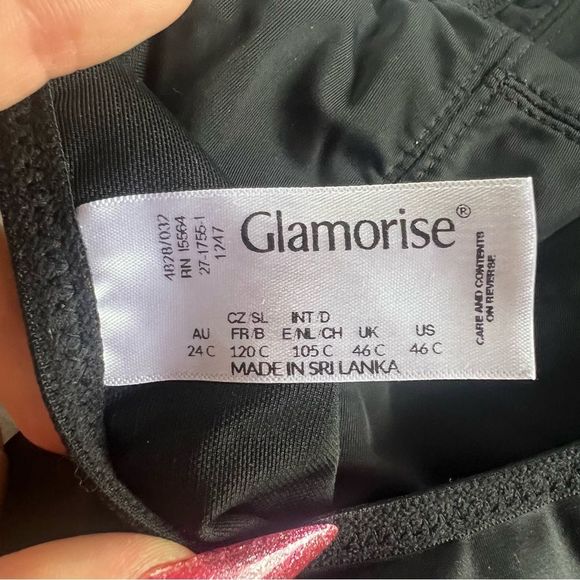 4828/032
RN 15564
27-1755-1
1247
Glamorise®
CARE AND CONTENTS
ON REVERSE
CZ/SL INT/D
AU FR/B E/NL/CH UK US
24 C 120 C 105 C 46 C 46 C
MADE IN SRI LANKA